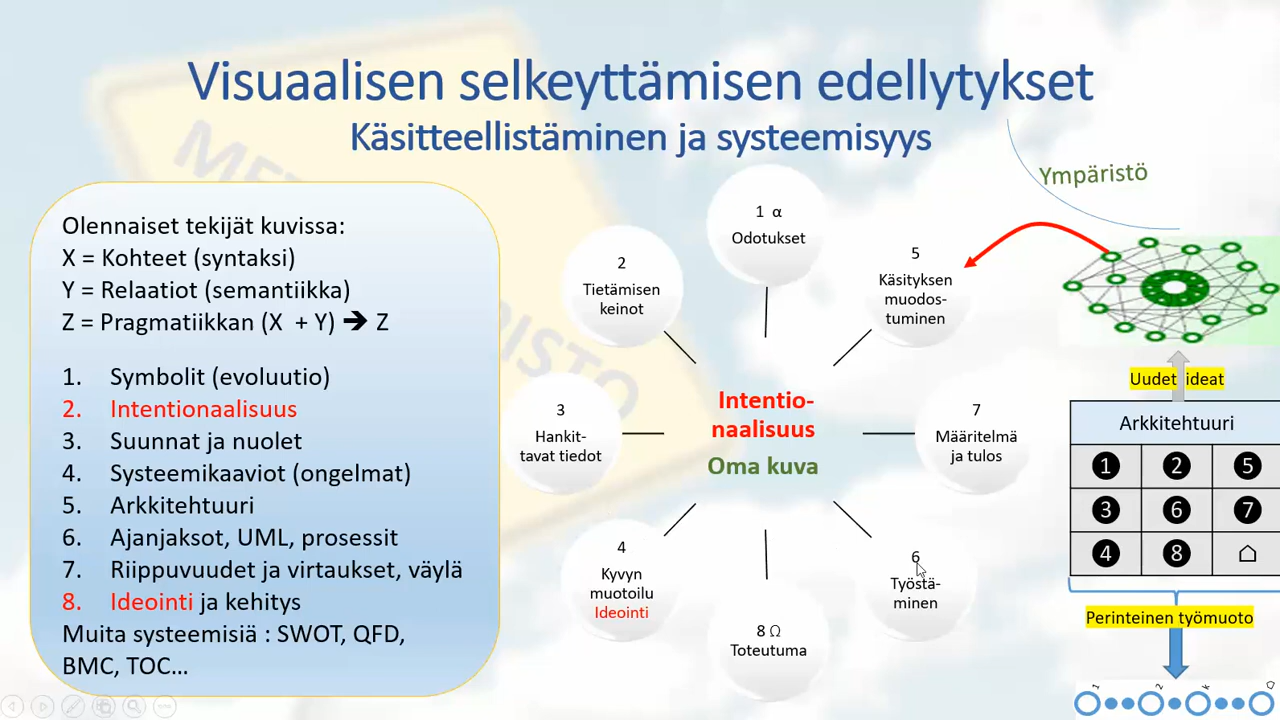 Visuaalisen selkeyttämisen edellytykset
Käsitteellistäminen ja systeemisyys
Olennaiset tekijät kuvissa:
X = Kohteet (syntaksi)
Y = Relaatiot (semantiikka)
Z = Pragmatiikkan (X + Y) ➔ Z
1. Symbolit (evoluutio)
2. Intentionaalisuus
3. Suunnat ja nuolet
4. Systeemikaaviot (ongelmat)
5. Arkkitehtuuri
6. Ajanjaksot, UML, prosessit
7. Riippuvuudet ja virtaukset, väylä
8. Ideointi ja kehitys
Muita systeemisiä : SWOT, QFD,
BMC, TOC...
1 α
Odotukset
2
Tietämisen
keinot
3
Hankit-
tavat tiedot
4
Kyvyn
muotoilu
Ideointi
5
Käsityksen
muodos-
tuminen
6
Työstä-
minen
7
Määritelmä
ja tulos
8 Ω
Toteutuma
Intentio-
naalisuus
Oma kuva
Ympäristö
Uudet ideat
Arkkitehtuuri
1 2 5
3 6 7
4 8
Perinteinen työmuoto
1 2 k